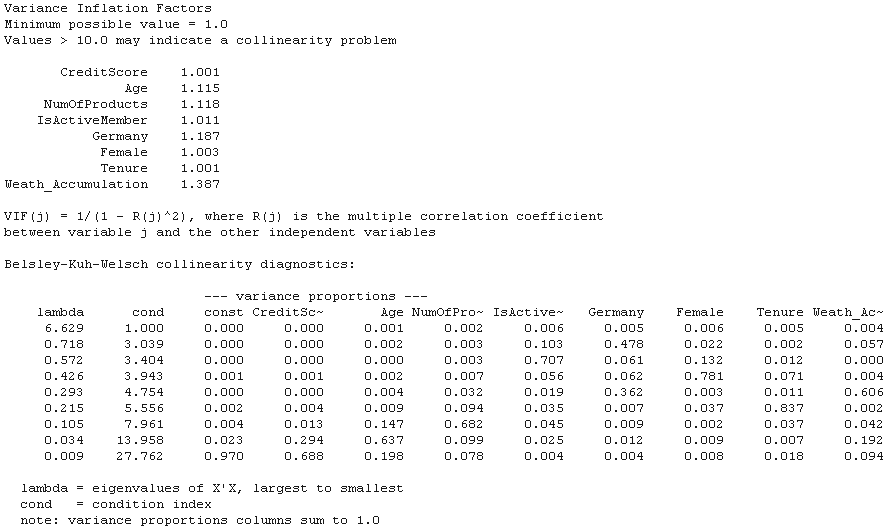 Variance Inflation Factors
Minimum possible value = 1.0
Values > 10.0 may indicate a collinearity problem
CreditScore 1.001
Age 1.115
NumOfProducts 1.118
IsActiveMember 1.011
Germany 1.187
Female 1.003
Tenure 1.001
Weath_Accumulation 1.387
VIF(j) = 1/(1 - R(j)^2), where R(j) is the multiple correlation coefficient
between variable j and the other independent variables
Belsley-Kuh-Welsch collinearity diagnostics:
--- variance proportions ---
lambda cond const CreditSc~ Age NumOfPro~ IsActive~ Germany Female Tenure Weath_Ac~
6.629 1.000 0.000 0.000 0.001 0.002 0.006 0.005 0.006 0.005 0.004
0.718 3.039 0.000 0.000 0.002 0.003 0.103 0.478 0.022 0.002 0.057
0.572 3.404 0.000 0.000 0.000 0.003 0.707 0.061 0.132 0.012 0.000
0.426 3.943 0.001 0.001 0.002 0.007 0.056 0.062 0.781 0.071 0.004
0.293 4.754 0.000 0.000 0.004 0.032 0.019 0.362 0.003 0.011 0.606
0.215 5.556 0.002 0.004 0.009 0.094 0.035 0.007 0.037 0.837 0.002
0.105 7.961 0.004 0.013 0.147 0.682 0.045 0.009 0.002 0.037 0.042
0.034 13.958 0.023 0.294 0.637 0.099 0.025 0.012 0.009 0.007 0.192
0.009 27.762 0.970 0.688 0.198 0.078 0.004 0.004 0.008 0.018 0.094
lambda = eigenvalues of X'X, largest to smallest
cond = condition index
note: variance proportions columns sum to 1.0